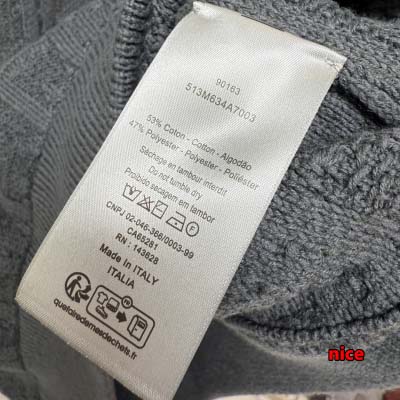 90163
513M634A7003
53% Coton - Cotton - Algodão
47% Polyester - Polyester - Poliéster
Séchage en tambour interdit
Do not tumble dry
Proibido secagem em tambor
CNPJ 02-046-366/0003-99
CA65281
RN : 143628
Made in ITALY
ITALIA
quefairedemesdechets.fr
nice